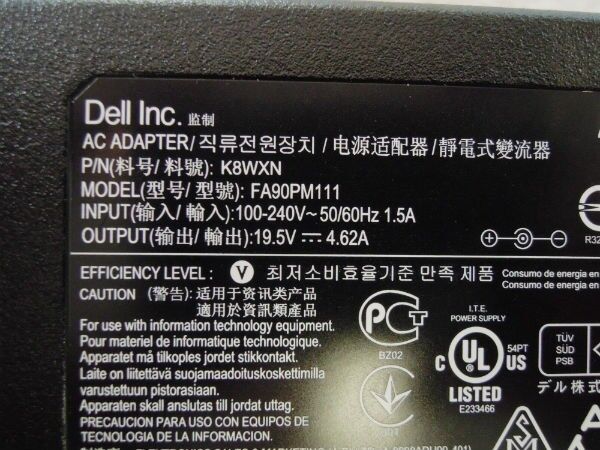 Dell Inc. 监制
AC ADAPTER/ 직류전원장치 / 电源适配器/靜電式變流器
P/N(料号/ 料號): K8WXN
MODEL(型号/ 型號): FA90PM111
INPUT(输入/ 輸入):100-240V~ 50/60Hz 1.5A
OUTPUT(输出/ 輸出):19.5V ⎓ 4.62A
R32
EFFICIENCY LEVEL : V 최저소비효율기준 만족 제품 Consumo de energia en
Consumo de energía en
CAUTION (警告): 适用于资讯类产品
適用於資訊類產品
For use with information technology equipment.
Pour materiel de informatique technologique.
Apparatet må tilkoples jordet stikkontakt.
Laite on liitettävä suojamaadoituskoskettimilla
varustettuun pistorasiaan.
Apparaten skall anslutas till jordat uttag.
PRECAUCION PARA USO CON EQUIPOS DE
TECNOLOGIA DE LA INFORMACION.
РСТ
BZ02
I.T.E.
POWER SUPPLY
C UL US
54PT
LISTED
E233466
TÜV
SÜD
PSB
デル株式